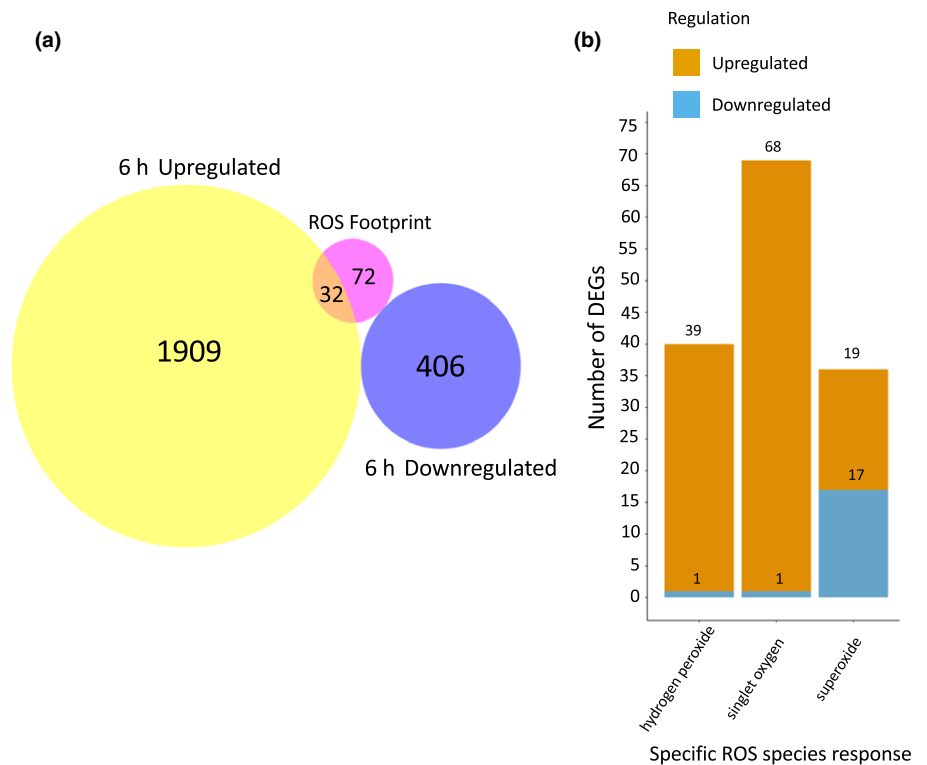 (a)
6 h Upregulated
ROS Footprint
72
32
1909
406
6 h Downregulated
(b)
Regulation
Upregulated
Downregulated
Number of DEGs
75
70
65
60
55
50
45
40
35
30
25
20
15
10
5
0
39
1
68
1
19
17
hydrogen peroxide
singlet oxygen
superoxide
Specific ROS species response